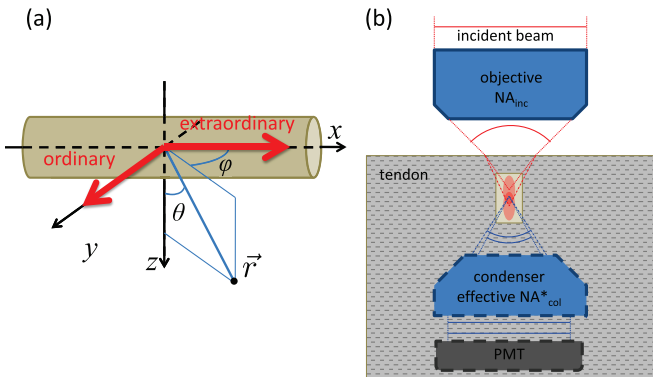 (a)
extraordinary
x
ordinary
φ
θ
y
z
r⃗
(b)
incident beam
objective
NAinc
tendon
condenser
effective NA*col
PMT